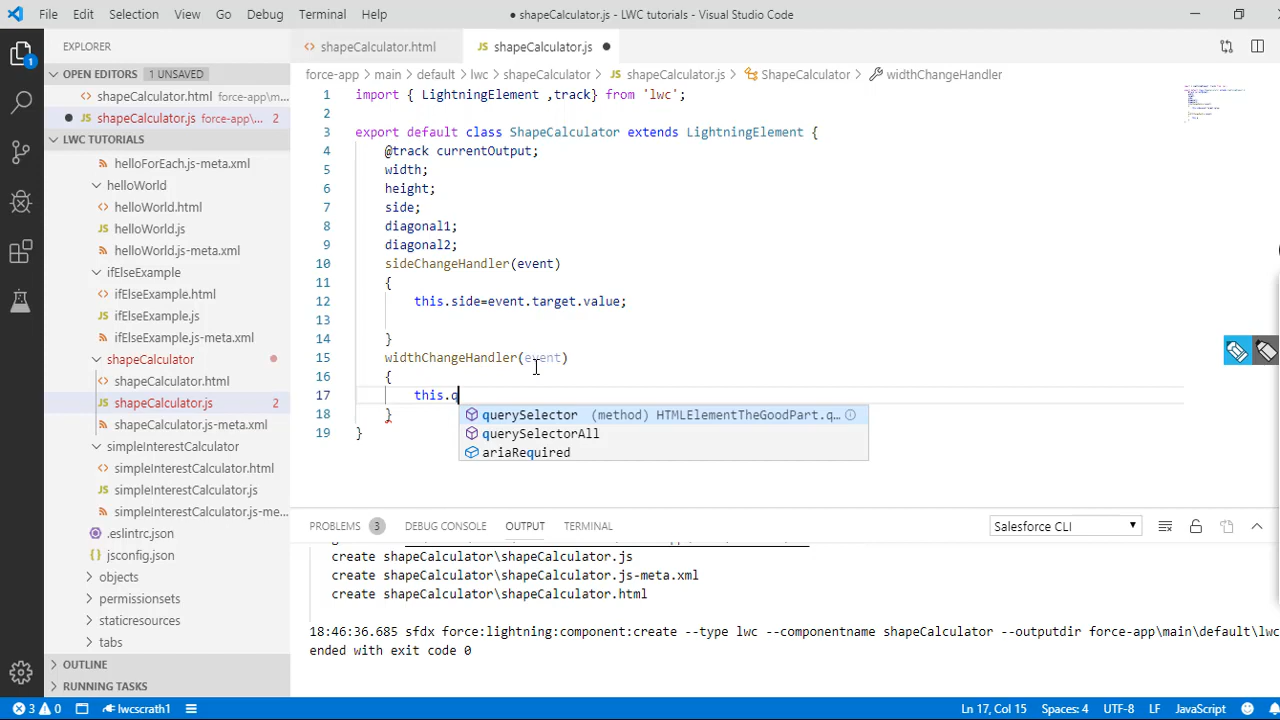 File Edit Selection View Go Debug Terminal Help
● shapeCalculator.js - LWC tutorials - Visual Studio Code
EXPLORER
OPEN EDITORS 1 UNSAVED
shapeCalculator.html force-app\m...
shapeCalculator.js force-app\... 2
LWC TUTORIALS
helloForEach.js-meta.xml
helloWorld
helloWorld.html
helloWorld.js
helloWorld.js-meta.xml
ifElseExample
ifElseExample.html
ifElseExample.js
ifElseExample.js-meta.xml
shapeCalculator
shapeCalculator.html
shapeCalculator.js 2
shapeCalculator.js-meta.xml
simpleInterestCalculator
simpleInterestCalculator.html
simpleInterestCalculator.js
simpleInterestCalculator.js-me...
.eslintrc.json
jsconfig.json
objects
permissionsets
staticresources
tabs
OUTLINE
RUNNING TASKS
shapeCalculator.html
JS shapeCalculator.js ●
force-app > main > default > lwc > shapeCalculator > JS shapeCalculator.js > ShapeCalculator > widthChangeHandler
1 import { LightningElement ,track} from 'lwc';
2
3 export default class ShapeCalculator extends LightningElement {
4 @track currentOutput;
5 width;
6 height;
7 side;
8 diagonal1;
9 diagonal2;
10 sideChangeHandler(event)
11 {
12 this.side=event.target.value;
13
14 }
15 widthChangeHandler(event)
16 {
17 this.q
18 }
19 }
querySelector (method) HTMLElementTheGoodPart.q...
querySelectorAll
ariaRequired
PROBLEMS 3 DEBUG CONSOLE OUTPUT TERMINAL
Salesforce CLI
create shapeCalculator\shapeCalculator.js
create shapeCalculator\shapeCalculator.js-meta.xml
create shapeCalculator\shapeCalculator.html
18:46:36.685 sfdx force:lightning:component:create --type lwc --componentname shapeCalculator --outputdir force-app\main\default\lwc
ended with exit code 0
3 0 lwcscrath1
Ln 17, Col 15 Spaces: 4 UTF-8 LF JavaScript